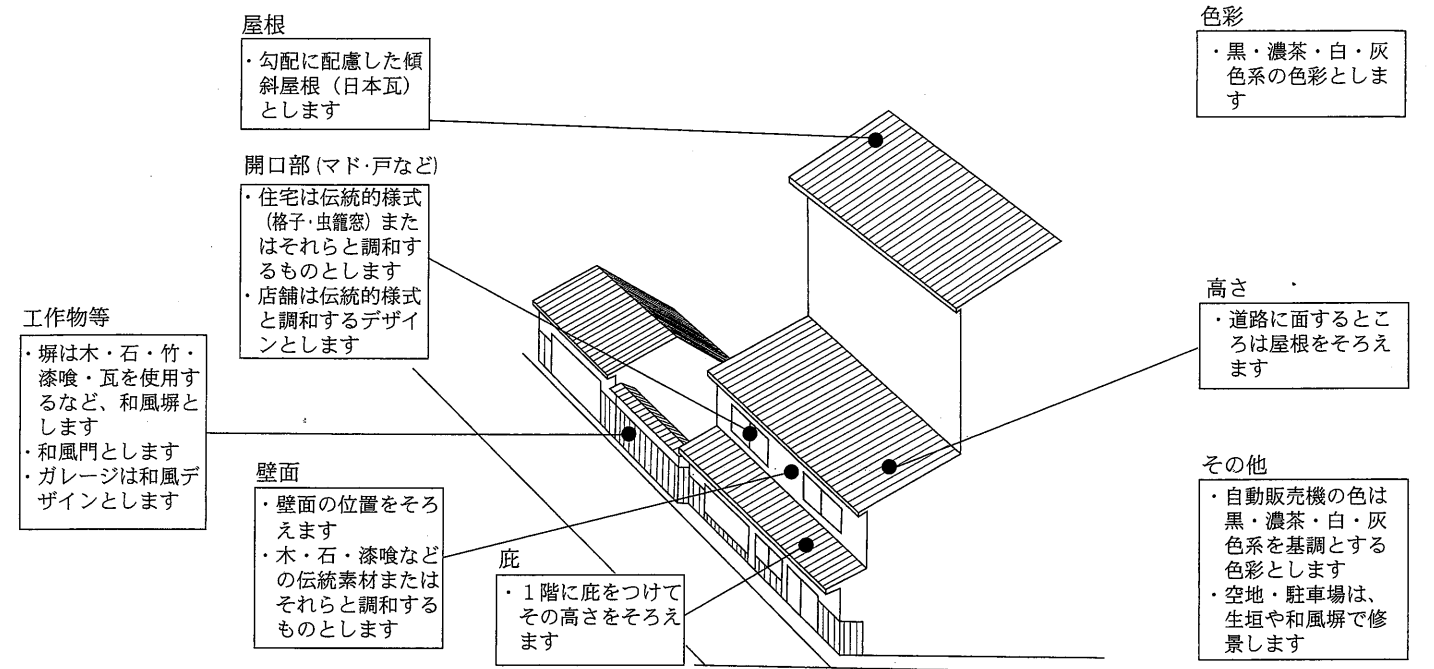 屋根
・勾配に配慮した傾
斜屋根（日本瓦）
とします
開口部（マド・戸など）
・住宅は伝統的様式
（格子・虫籠窓）また
はそれらと調和す
るものとします
・店舗は伝統的様式
と調和するデザイ
ンとします
工作物等
・塀は木・石・竹・
漆喰・瓦を使用す
るなど、和風塀と
します
・和風門とします
・ガレージは和風デ
ザインとします
壁面
・壁面の位置をそろ
えます
・木・石・漆喰など
の伝統素材または
それらと調和する
ものとします
庇
・１階に庇をつけて
その高さをそろえ
ます
色彩
・黒・濃茶・白・灰
色系の色彩としま
す
高さ
・道路に面するとこ
ろは屋根をそろえ
ます
その他
・自動販売機の色は
黒・濃茶・白・灰
色系を基調とする
色彩とします
・空地・駐車場は、
生垣や和風塀で修
景します